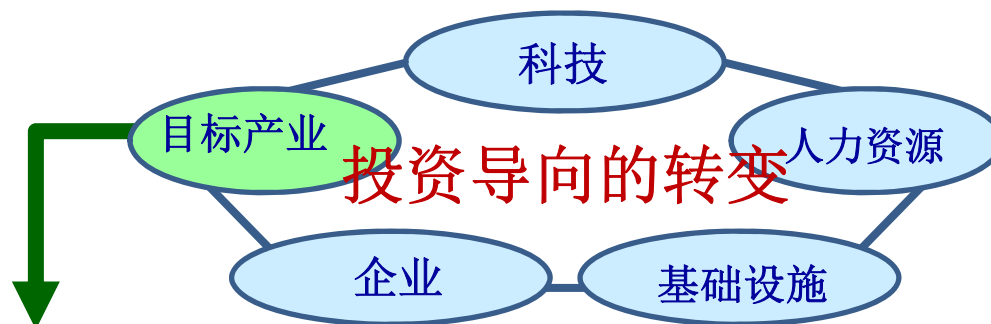 科技
目标产业
人力资源
投资导向的转变
企业
基础设施